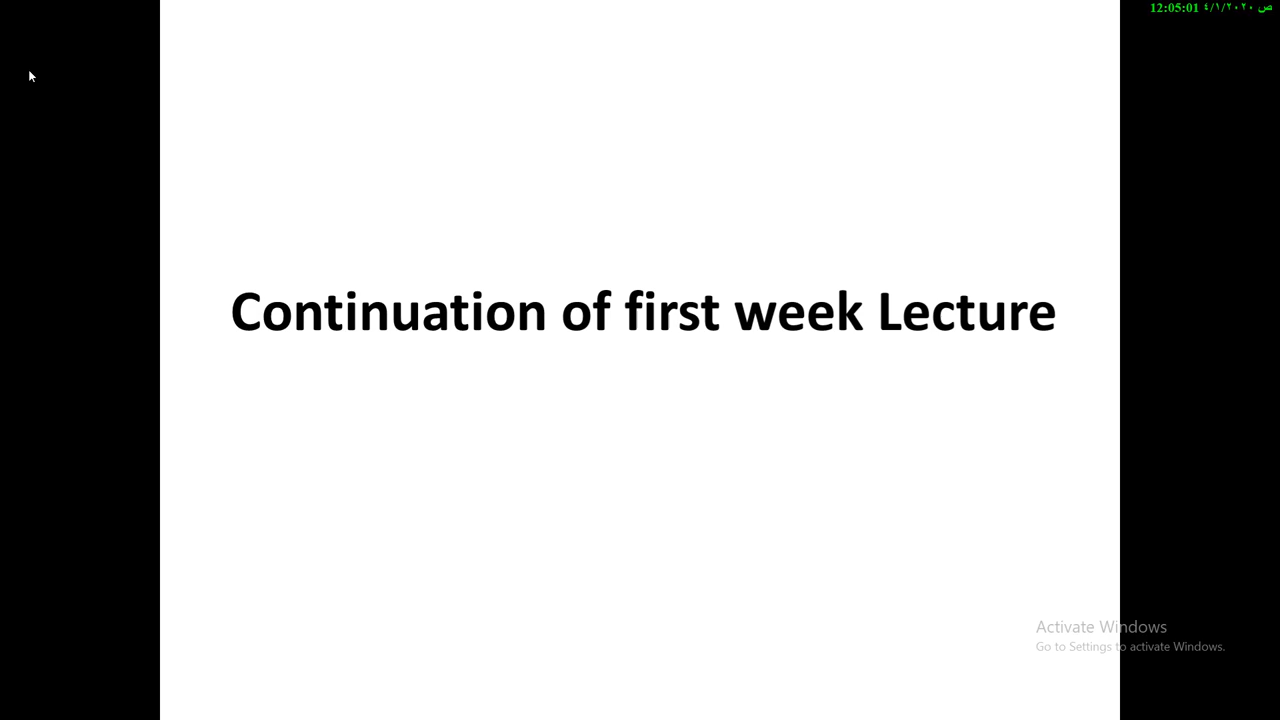 12:05:01 ٤/١/٢٠٢٠ ص
Continuation of first week Lecture
Activate Windows
Go to Settings to activate Windows.